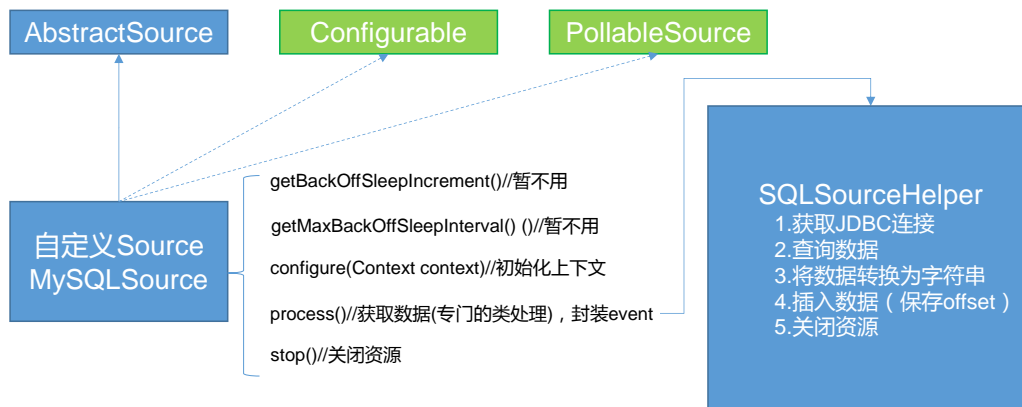 AbstractSource
Configurable
PollableSource
自定义Source
MySQLSource
getBackOffSleepIncrement()//暂不用
getMaxBackOffSleepInterval() ()//暂不用
configure(Context context)//初始化上下文
process()//获取数据(专门的类处理)，封装event
stop()//关闭资源
SQLSourceHelper
1.获取JDBC连接
2.查询数据
3.将数据转换为字符串
4.插入数据（保存offset）
5.关闭资源